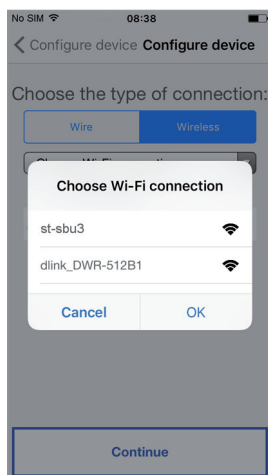 No SIM 08:38
Configure device Configure device
Choose the type of connection:
Wire Wireless
Choose Wi-Fi connection
st-sbu3
dlink_DWR-512B1
Cancel OK
Continue